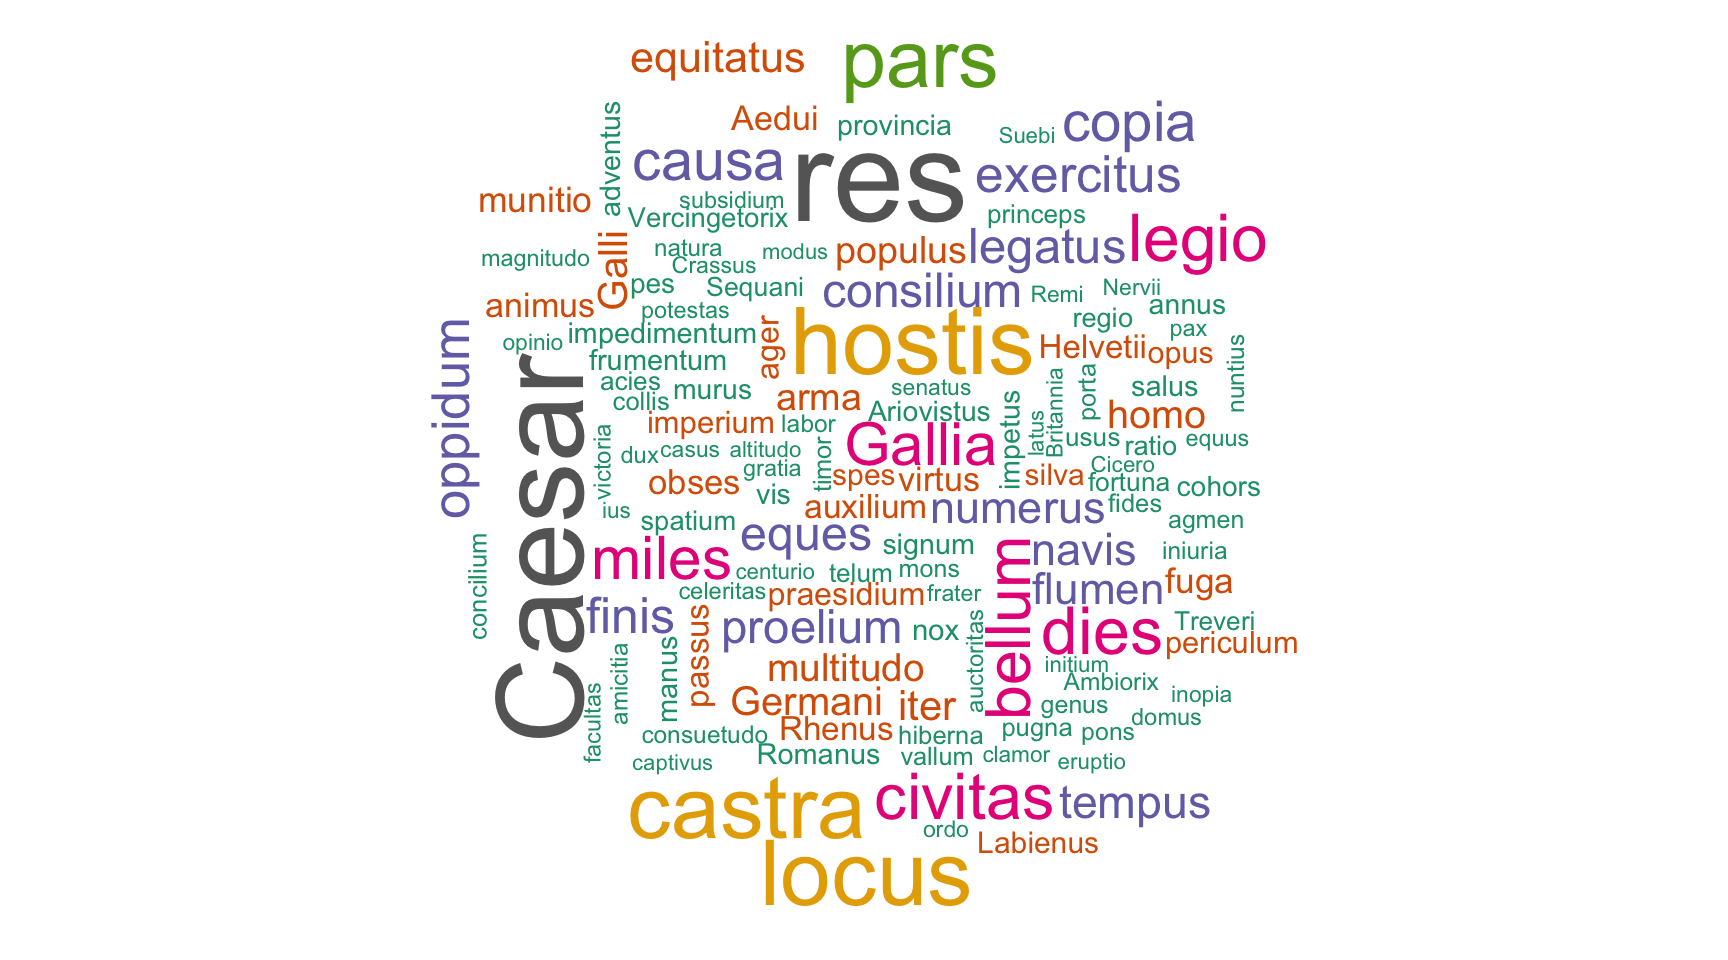 equitatus
pars
Aedui
provincia
Suebi
copia
adventus
causa
res
exercitus
munitio
subsidium
Vercingetorix
princeps
legatus
legio
magnitudo
Galli
natura
Crassus
modus
populus
pes
Sequani
consilium
Remi
Nervii
annus
animus
potestas
regio
pax
oppidum
opinio
impedimentum
ager
hostis
Helvetii
opus
nuntius
frumentum
acies
murus
collis
arma
senatus
porta
salus
Caesar
imperium
labor
Ariovistus
impetus
latus
Britannia
homo
victoria
dux
casus
altitudo
gratia
timor
Gallia
usus
ratio
equus
obses
vis
spes
virtus
silva
Cicero
fortuna
cohors
ius
spatium
auxilium
numerus
fides
agmen
concilium
miles
eques
signum
bellum
navis
iniuria
centurio
telum
mons
celeritas
praesidium
frater
flumen
fuga
finis
passus
proelium
nox
auctoritas
dies
Treveri
periculum
facultas
amicitia
manus
multitudo
initium
Ambiorix
inopia
Germani
iter
genus
domus
consuetudo
Rhenus
hiberna
pugna
pons
captivus
Romanus
vallum
clamor
eruptio
castra
civitas
tempus
ordo
Labienus
locus